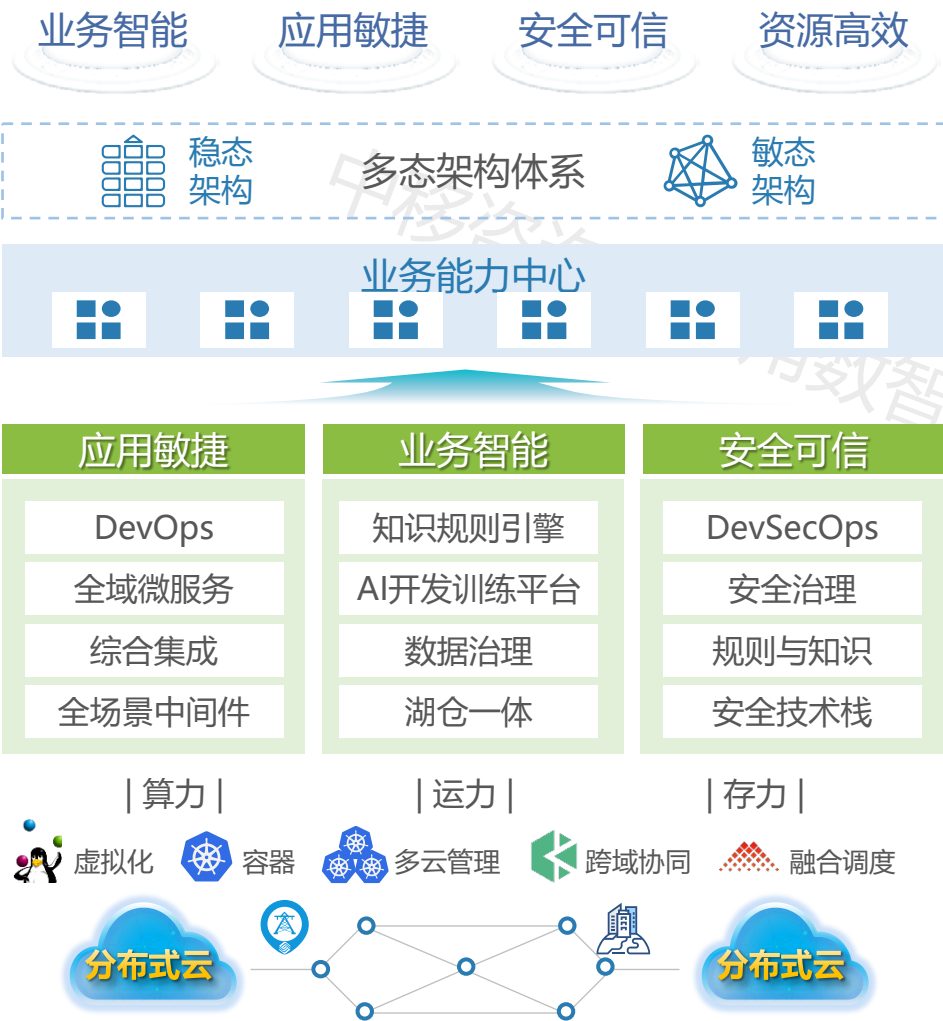 业务智能 应用敏捷 安全可信 资源高效
稳态
架构
多态架构体系
敏态
架构
中移咨
业务能力中心
用数智
应用敏捷 业务智能 安全可信
DevOps 知识规则引擎 DevSecOps
全域微服务 AI开发训练平台 安全治理
综合集成 数据治理 规则与知识
全场景中间件 湖仓一体 安全技术栈
| 算力 | | 运力 | | 存力 |
虚拟化 容器 多云管理 跨域协同 融合调度
分布式云 分布式云